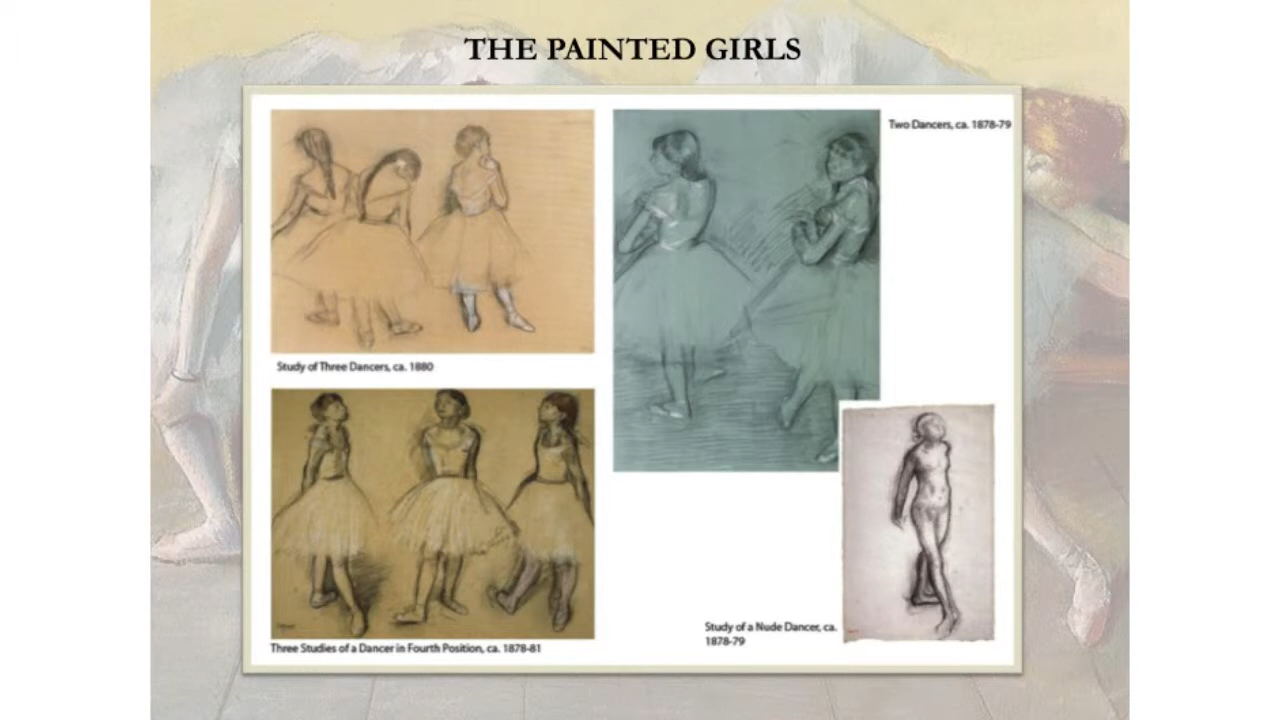 THE PAINTED GIRLS
Two Dancers, ca. 1878-79
Study of Three Dancers, ca. 1880
Study of a Nude Dancer, ca.
1878-79
Three Studies of a Dancer in Fourth Position, ca. 1878-81